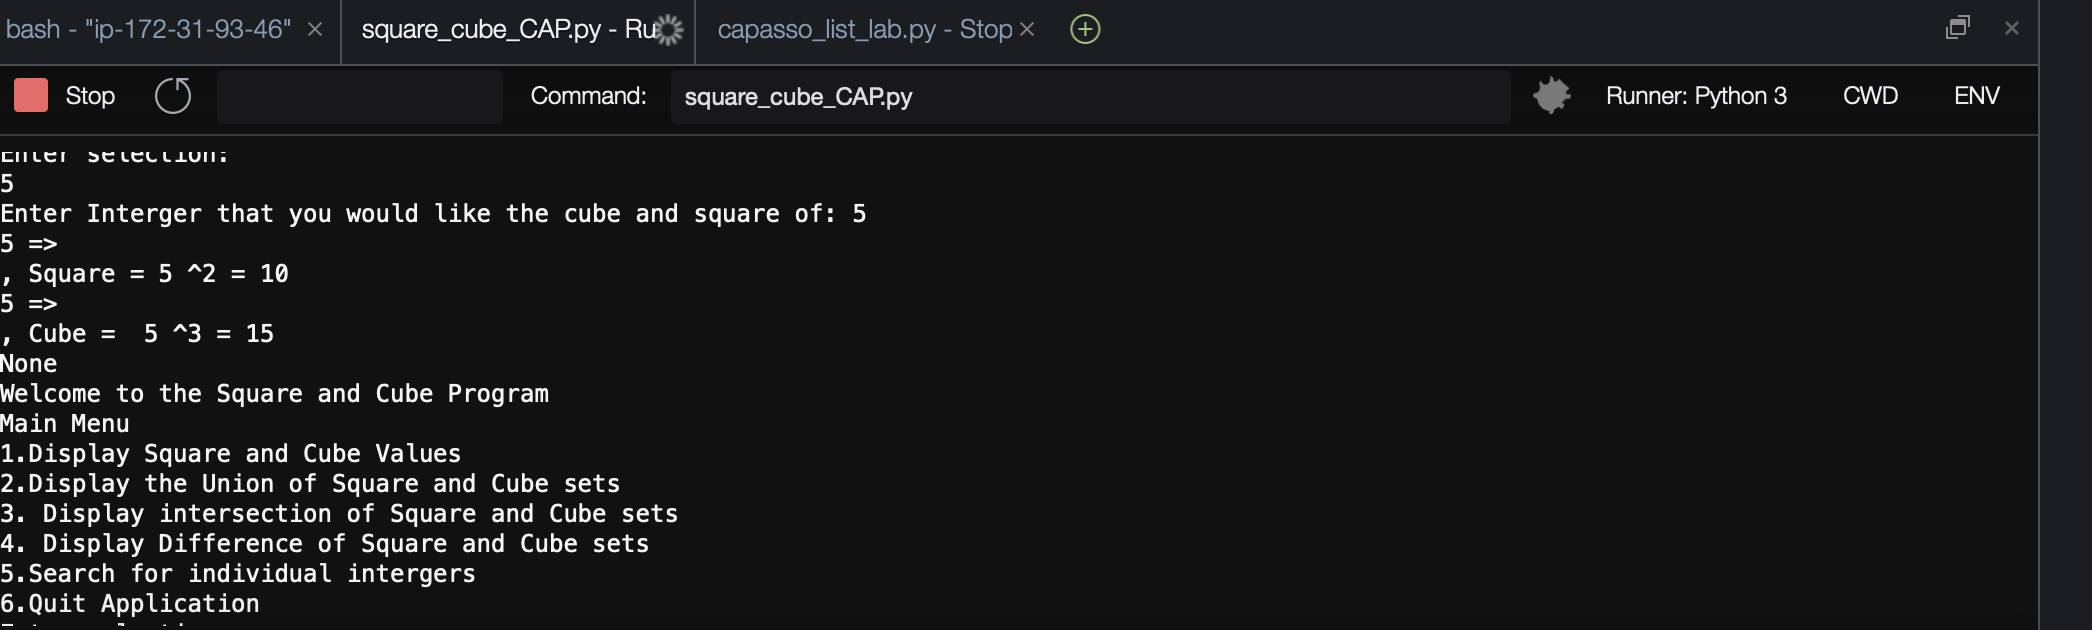 bash - "ip-172-31-93-46" × square_cube_CAP.py - Ru capasso_list_lab.py - Stop ×
Stop Command: square_cube_CAP.py Runner: Python 3 CWD ENV
Enter selection:
5
Enter Interger that you would like the cube and square of: 5
5 =>
, Square = 5 ^2 = 10
5 =>
, Cube =  5 ^3 = 15
None
Welcome to the Square and Cube Program
Main Menu
1.Display Square and Cube Values
2.Display the Union of Square and Cube sets
3. Display intersection of Square and Cube sets
4. Display Difference of Square and Cube sets
5.Search for individual intergers
6.Quit Application